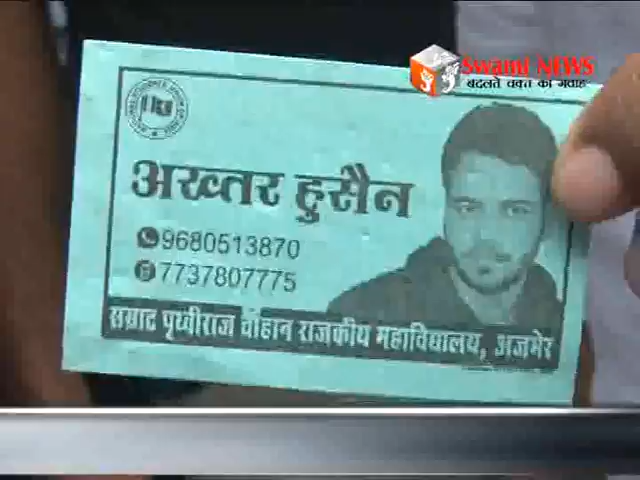 Swami NEWS
बदलते वक्त का गवाह
अख्तर हुसैन
9680513870
7737807775
सम्राट पृथ्वीराज चौहान राजकीय महाविद्यालय, अजमेर